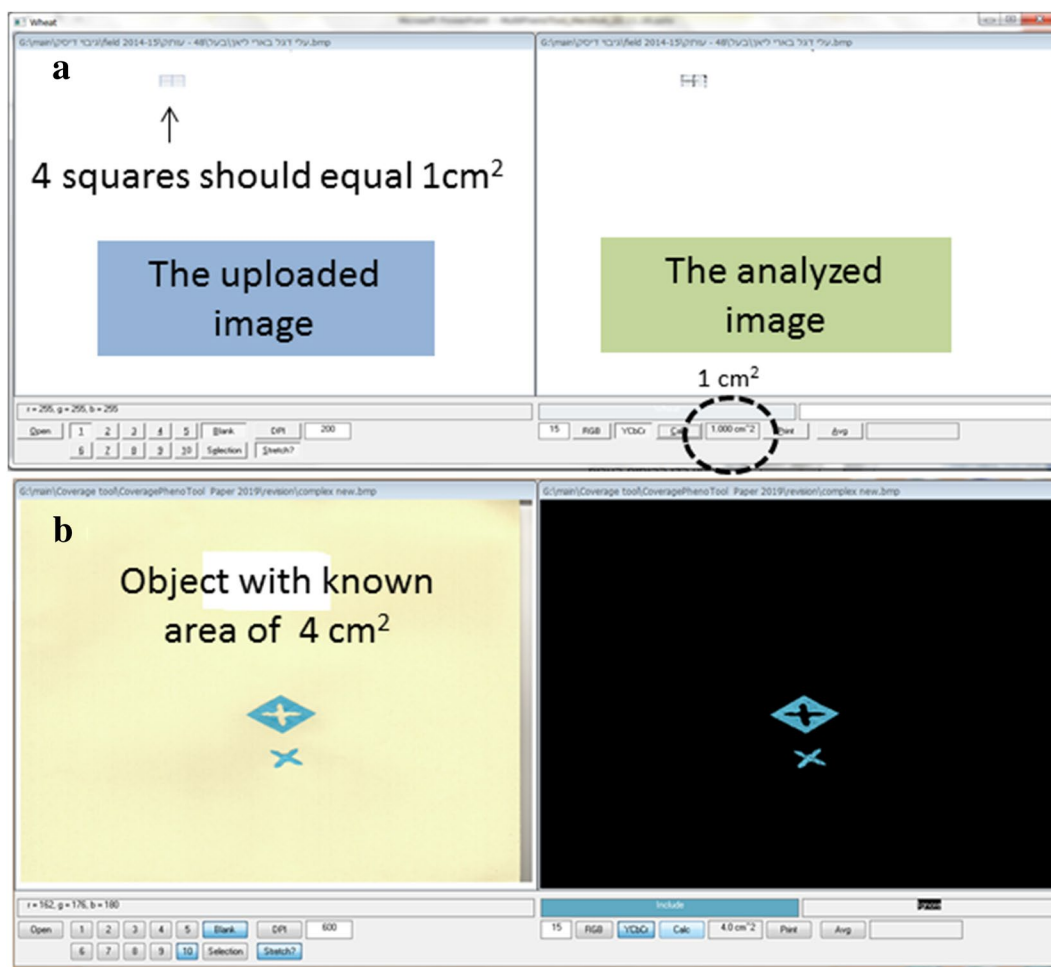 Wheat
a
4 squares should equal 1cm²
The uploaded
image
The analyzed
image
1 cm²
r = 255, g = 255, b = 255
Open 1 2 3 4 5 Blank DPI 200
6 7 8 9 10 Selection Stretch?
15 RGB YCbCr Calc 1.000 cm^2 Print Avg
G:\main\Coverage tool\CoveragePhenoTool Paper 2019\revision\complex new.bmp
G:\main\Coverage tool\CoveragePhenoTool Paper 2019\revision\complex new.bmp
b
Object with known
area of 4 cm²
r = 162, g = 176, b = 180
Include Ignore
Open 1 2 3 4 5 Blank DPI 600
6 7 8 9 10 Selection Stretch?
15 RGB YCbCr Calc 4.0 cm^2 Print Avg